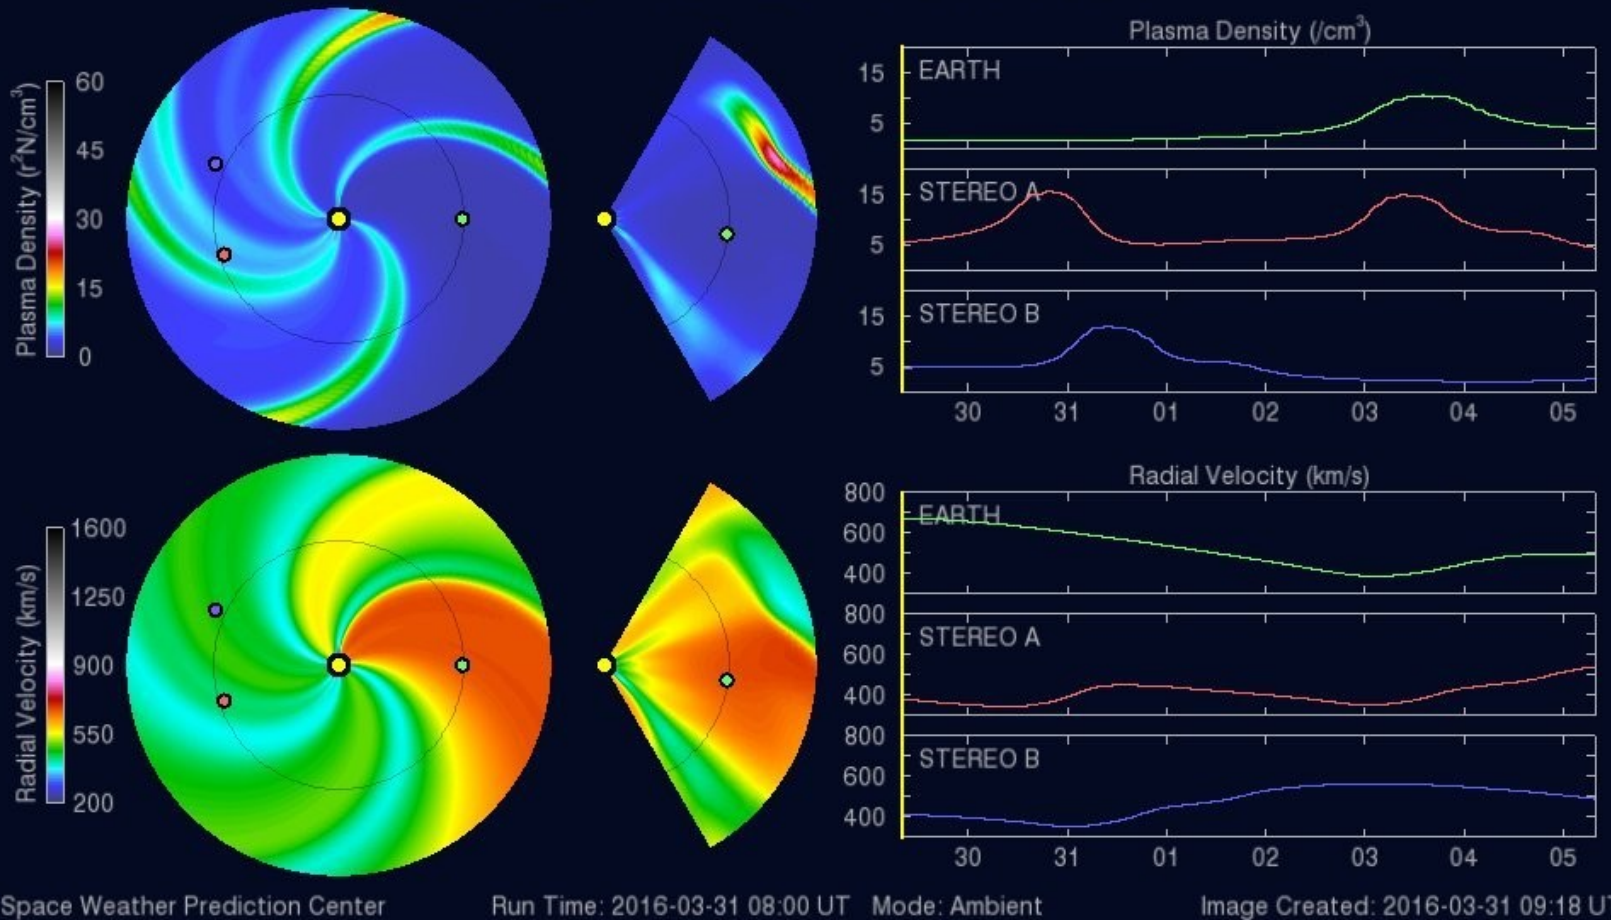 Plasma Density (r²N/cm³)
60
45
30
15
0
Plasma Density (/cm³)
EARTH
15
5
STEREO A
15
5
STEREO B
15
5
30 31 01 02 03 04 05
Radial Velocity (km/s)
1600
1250
900
550
200
Radial Velocity (km/s)
800
EARTH
600
400
800
STEREO A
600
400
800
STEREO B
600
400
30 31 01 02 03 04 05
Space Weather Prediction Center Run Time: 2016-03-31 08:00 UT Mode: Ambient Image Created: 2016-03-31 09:18 UT